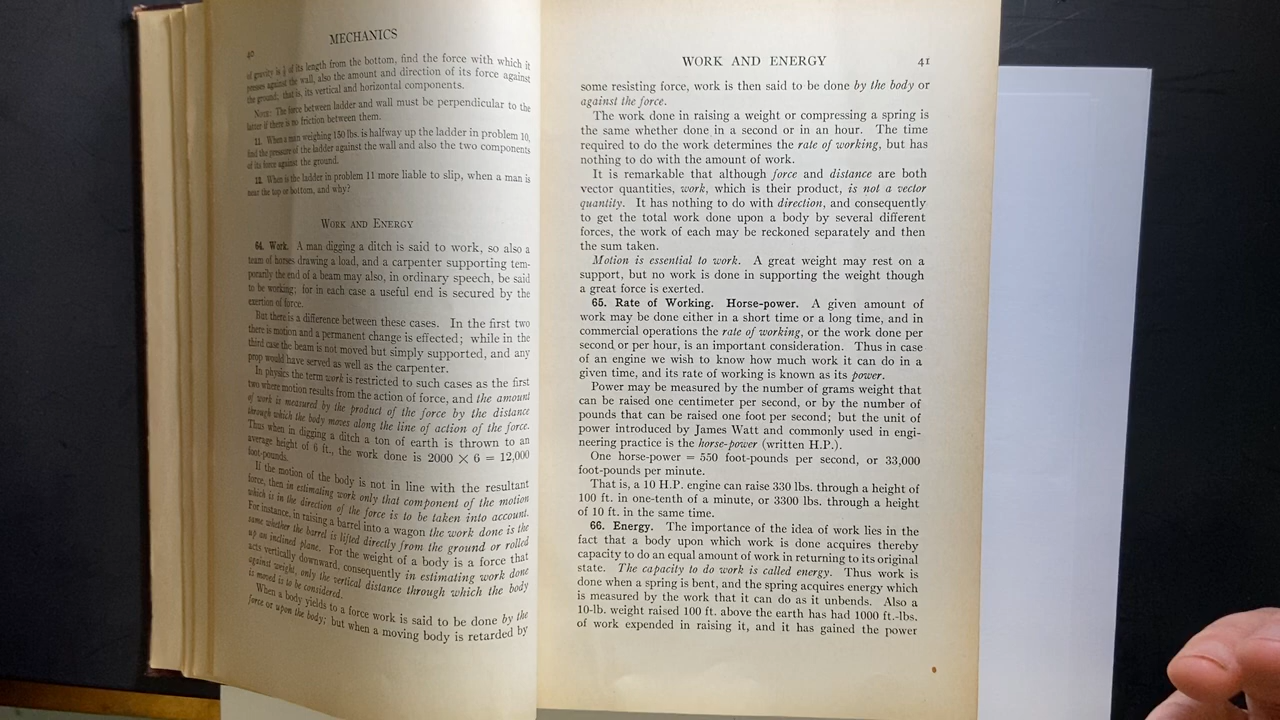 40
MECHANICS
of gravity is ⅓ of its length from the bottom, find the force with which it
presses against the wall, also the amount and direction of its force against
the ground, that is, its vertical and horizontal components.
NOTE: The force between ladder and wall must be perpendicular to the
latter if there is no friction between them.
11. When a man weighing 150 lbs. is halfway up the ladder in problem 10,
find the pressure of the ladder against the wall and also the two components
of its force against the ground.
12. When is the ladder in problem 11 more liable to slip, when a man is
near the top or bottom, and why?
WORK AND ENERGY
64. Work. A man digging a ditch is said to work, so also a
team of horses drawing a load, and a carpenter supporting tem-
porarily the end of a beam may also, in ordinary speech, be said
to be working; for in each case a useful end is secured by the
exertion of force.
But there is a difference between these cases. In the first two
there is motion and a permanent change is effected; while in the
third case the beam is not moved but simply supported, and any
prop would have served as well as the carpenter.
In physics the term work is restricted to such cases as the first
two where motion results from the action of force, and the amount
of work is measured by the product of the force by the distance
through which the body moves along the line of action of the force.
Thus when in digging a ditch a ton of earth is thrown to an
average height of 6 ft., the work done is 2000 × 6 = 12,000
foot-pounds.
If the motion of the body is not in line with the resultant
force, then in estimating work only that component of the motion
which is in the direction of the force is to be taken into account.
For instance, in raising a barrel into a wagon the work done is the
same whether the barrel is lifted directly from the ground or rolled
up an inclined plane. For the weight of a body is a force that
acts vertically downward, consequently in estimating work done
against weight, only the vertical distance through which the body
is moved is to be considered.
When a body yields to a force work is said to be done by the
force or upon the body; but when a moving body is retarded by
WORK AND ENERGY
41
some resisting force, work is then said to be done by the body or
against the force.
The work done in raising a weight or compressing a spring is
the same whether done in a second or in an hour. The time
required to do the work determines the rate of working, but has
nothing to do with the amount of work.
It is remarkable that although force and distance are both
vector quantities, work, which is their product, is not a vector
quantity. It has nothing to do with direction, and consequently
to get the total work done upon a body by several different
forces, the work of each may be reckoned separately and then
the sum taken.
Motion is essential to work. A great weight may rest on a
support, but no work is done in supporting the weight though
a great force is exerted.
65. Rate of Working. Horse-power. A given amount of
work may be done either in a short time or a long time, and in
commercial operations the rate of working, or the work done per
second or per hour, is an important consideration. Thus in case
of an engine we wish to know how much work it can do in a
given time, and its rate of working is known as its power.
Power may be measured by the number of grams weight that
can be raised one centimeter per second, or by the number of
pounds that can be raised one foot per second; but the unit of
power introduced by James Watt and commonly used in engi-
neering practice is the horse-power (written H.P.).
One horse-power = 550 foot-pounds per second, or 33,000
foot-pounds per minute.
That is, a 10 H.P. engine can raise 330 lbs. through a height of
100 ft. in one-tenth of a minute, or 3300 lbs. through a height
of 10 ft. in the same time.
66. Energy. The importance of the idea of work lies in the
fact that a body upon which work is done acquires thereby
capacity to do an equal amount of work in returning to its original
state. The capacity to do work is called energy. Thus work is
done when a spring is bent, and the spring acquires energy which
is measured by the work that it can do as it unbends. Also a
10-lb. weight raised 100 ft. above the earth has had 1000 ft.-lbs.
of work expended in raising it, and it has gained the power